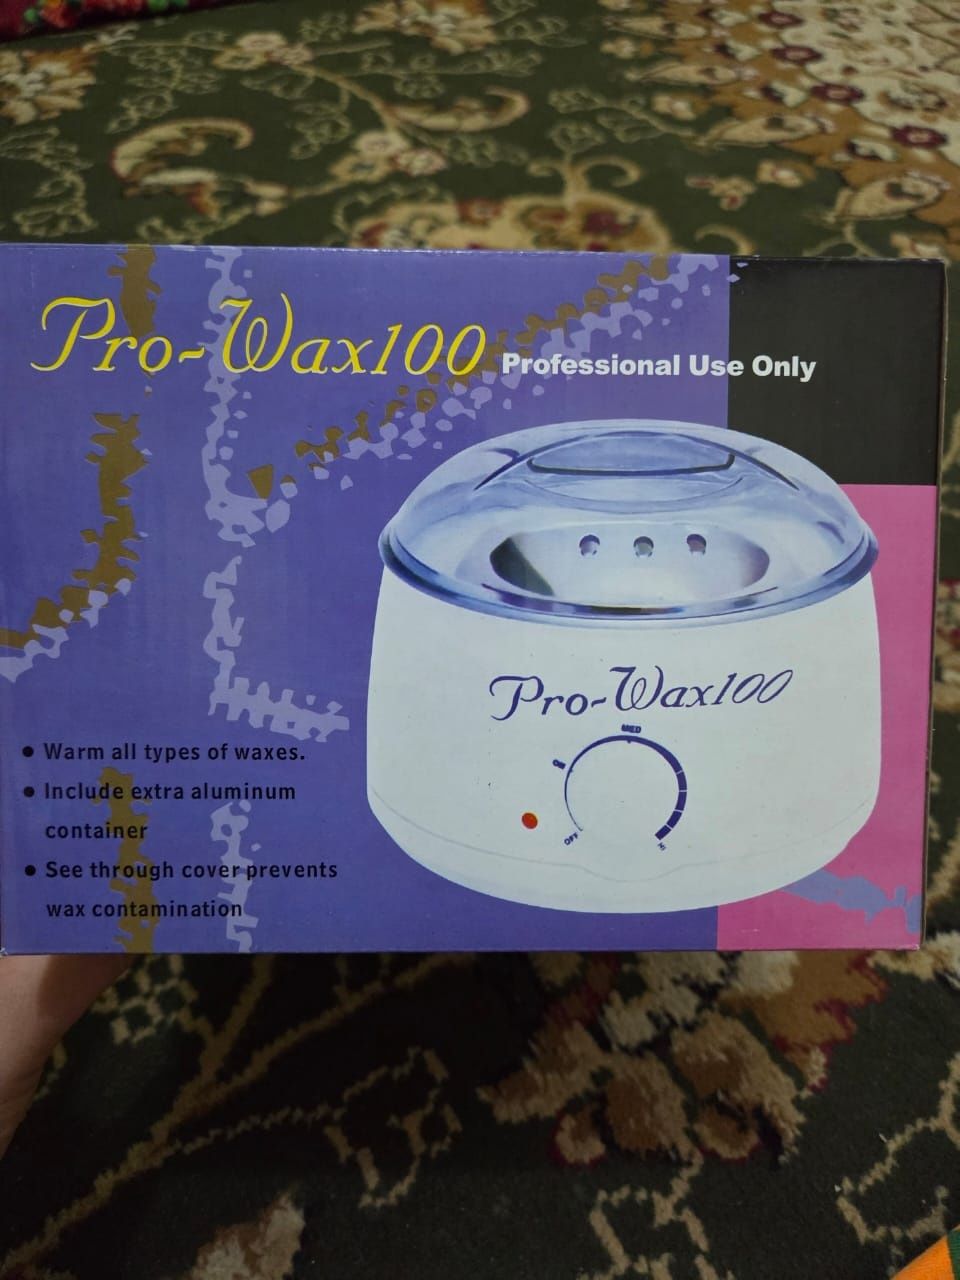 Pro-Wax100 Professional Use Only
Pro-Wax100
MED
OFF
• Warm all types of waxes.
• Include extra aluminum
container
• See through cover prevents
wax contamination